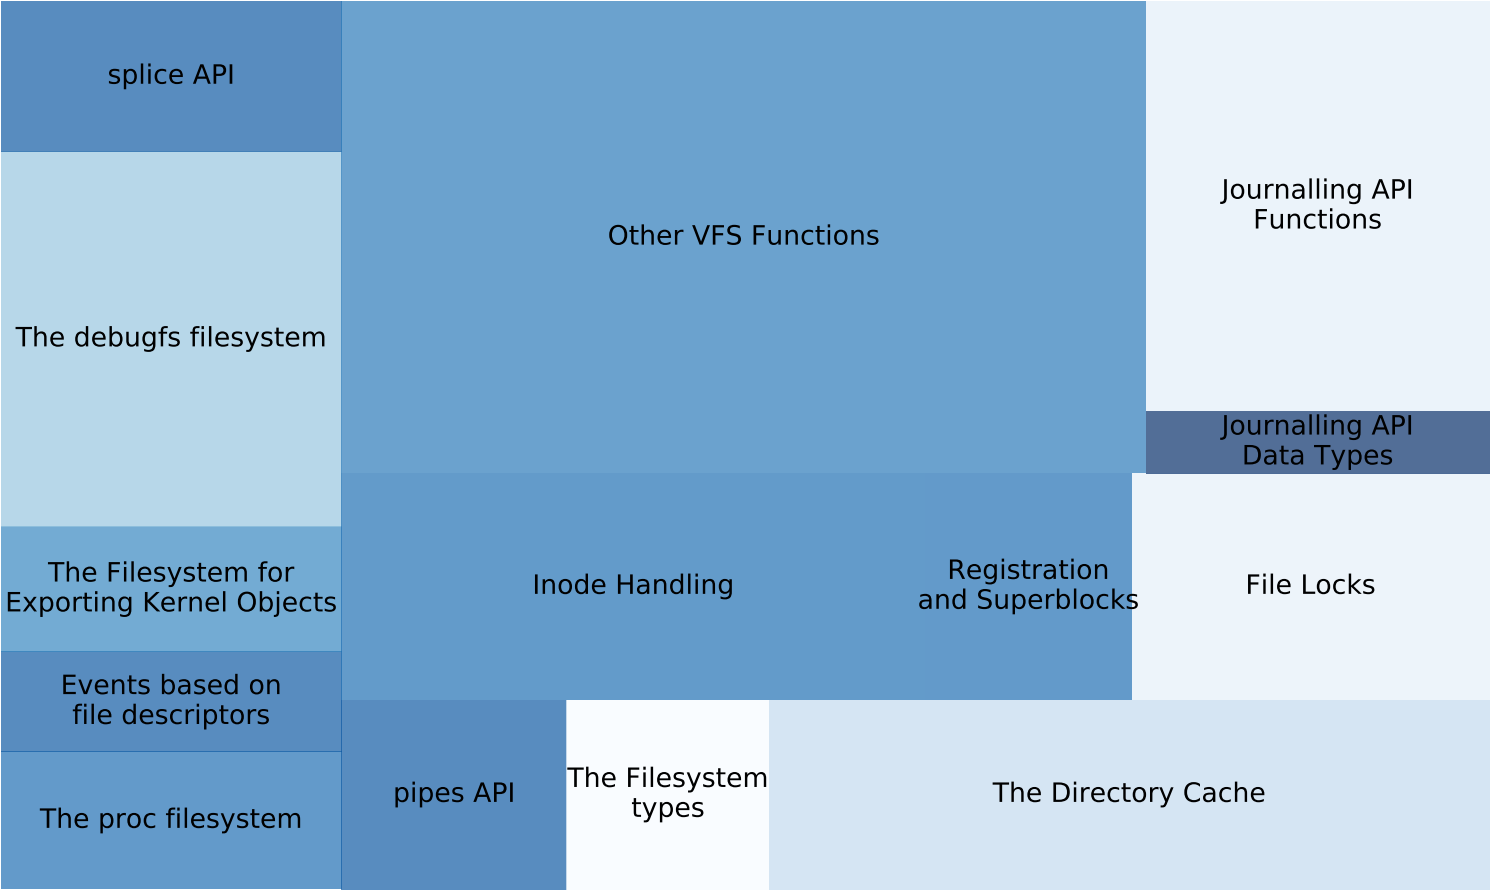 splice API
The debugfs filesystem
The Filesystem for
Exporting Kernel Objects
Events based on
file descriptors
The proc filesystem
Other VFS Functions
Inode Handling
Registration
and Superblocks
pipes API
The Filesystem
types
The Directory Cache
Journalling API
Functions
Journalling API
Data Types
File Locks